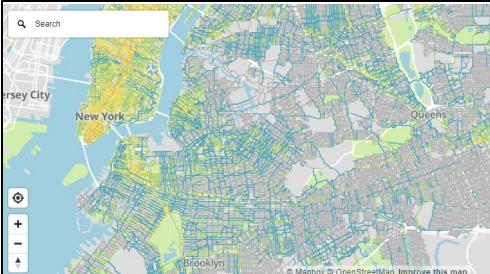 Search
ersey City
New York
Queens
Brooklyn
© Mapbox © OpenStreetMap Improve this map